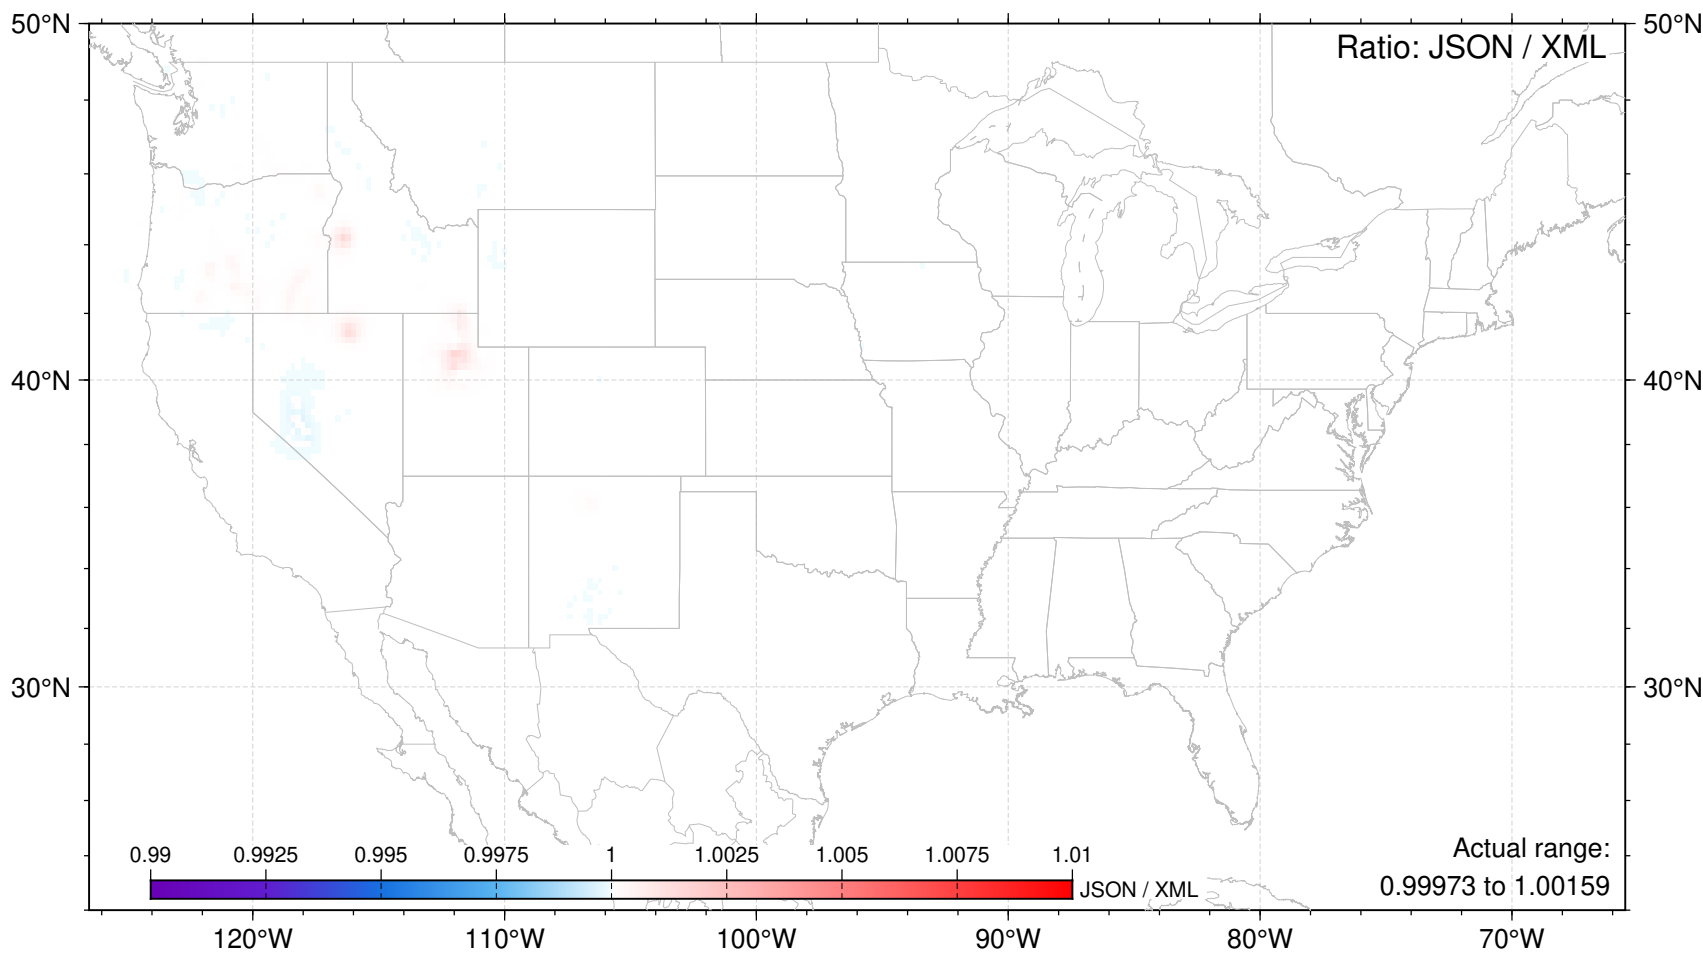 50°N 50°N
Ratio: JSON / XML
40°N 40°N
30°N 30°N
Actual range:
0.99973 to 1.00159
0.99 0.9925 0.995 0.9975 1 1.0025 1.005 1.0075 1.01
JSON / XML
120°W 110°W 100°W 90°W 80°W 70°W